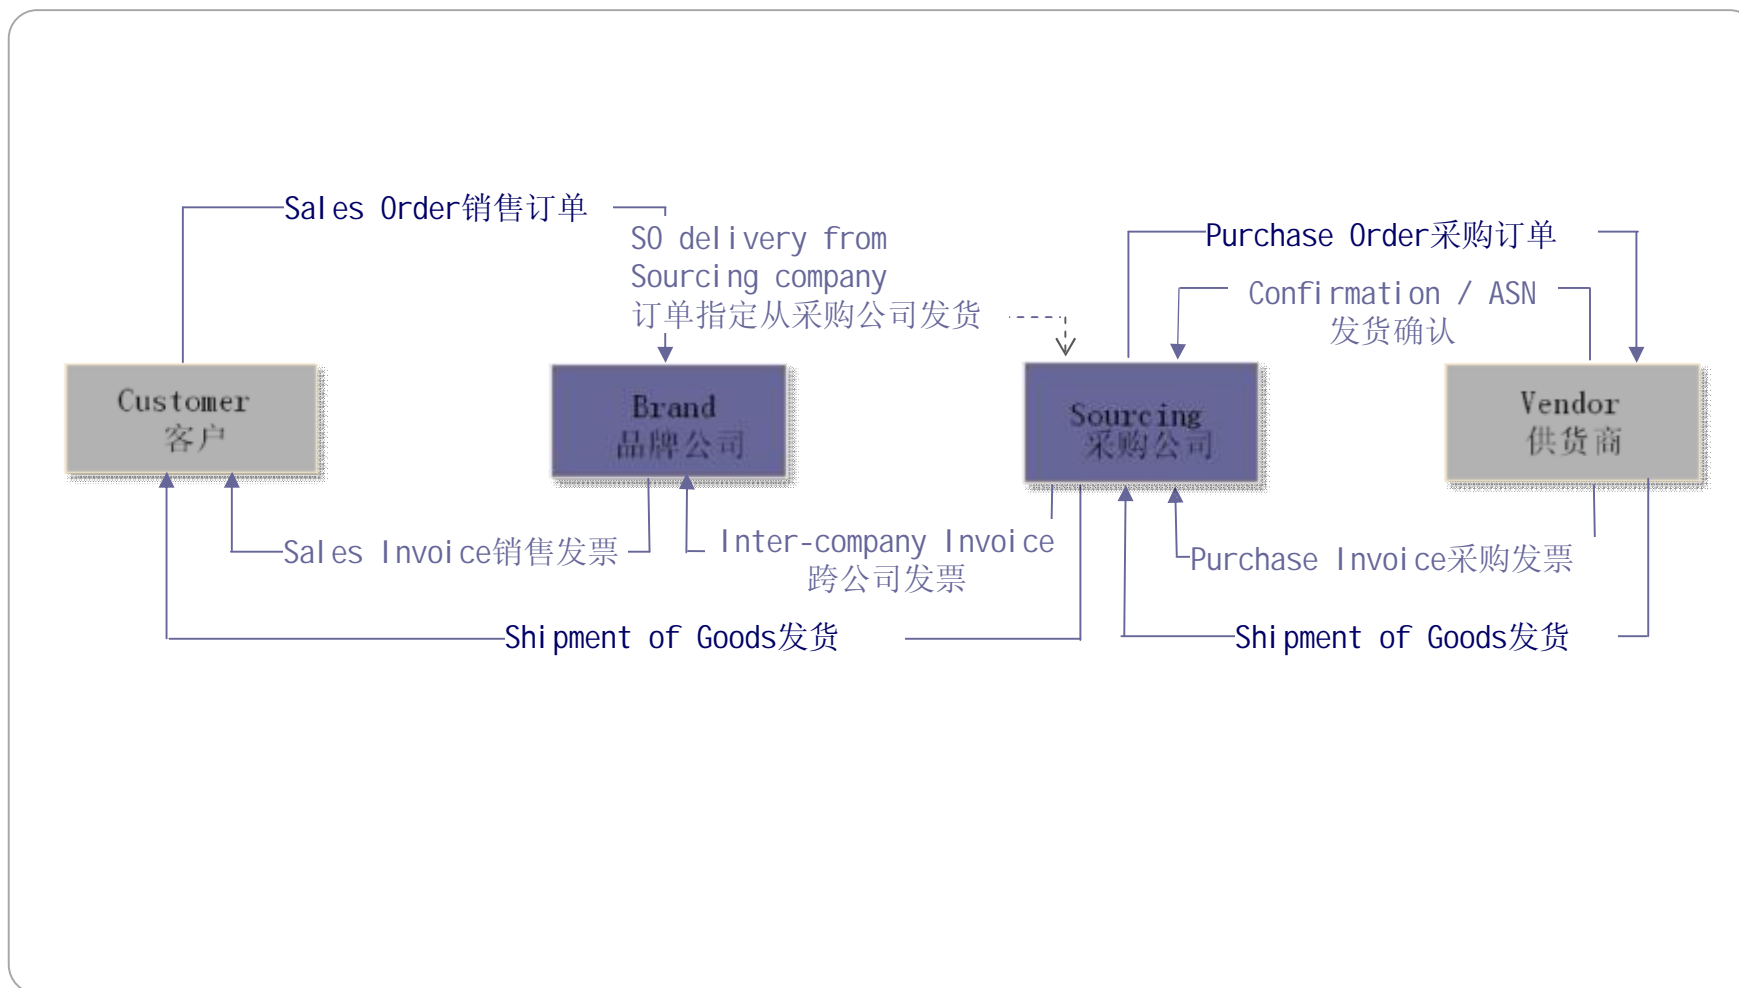 Sales Order销售订单
SO delivery from
Sourcing company
订单指定从采购公司发货
Purchase Order采购订单
Confirmation / ASN
发货确认
Customer
客户
Brand
品牌公司
Sourcing
采购公司
Vendor
供货商
Sales Invoice销售发票
Inter-company Invoice
跨公司发票
Purchase Invoice采购发票
Shipment of Goods发货
Shipment of Goods发货